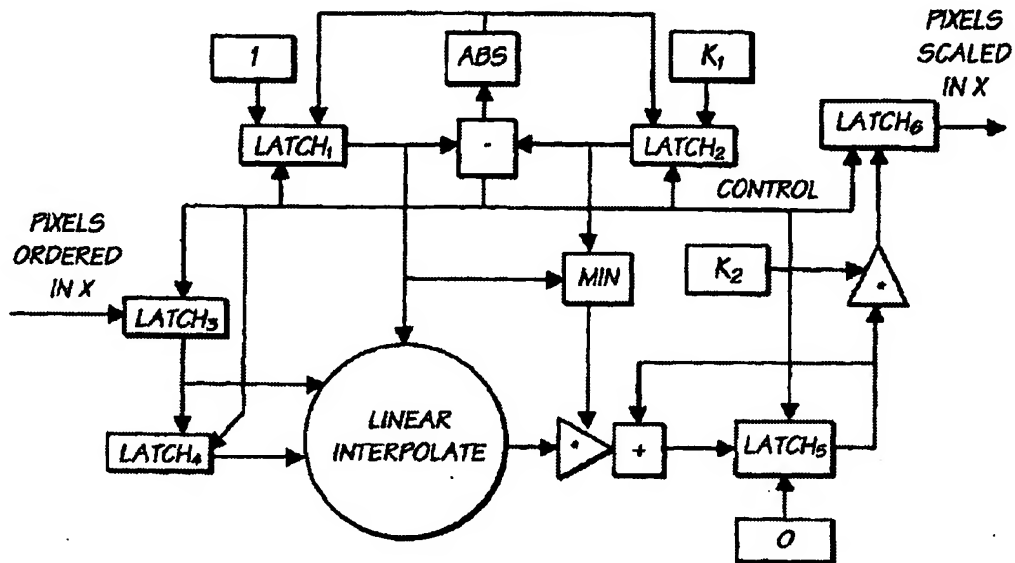 PIXELS
SCALED
IN X
1
ABS
K₁
LATCH₁
-
LATCH₂
LATCH₆
CONTROL
PIXELS
ORDERED
IN X
MIN
K₂
*
LATCH₃
LINEAR
INTERPOLATE
LATCH₄
*
+
LATCH₅
0